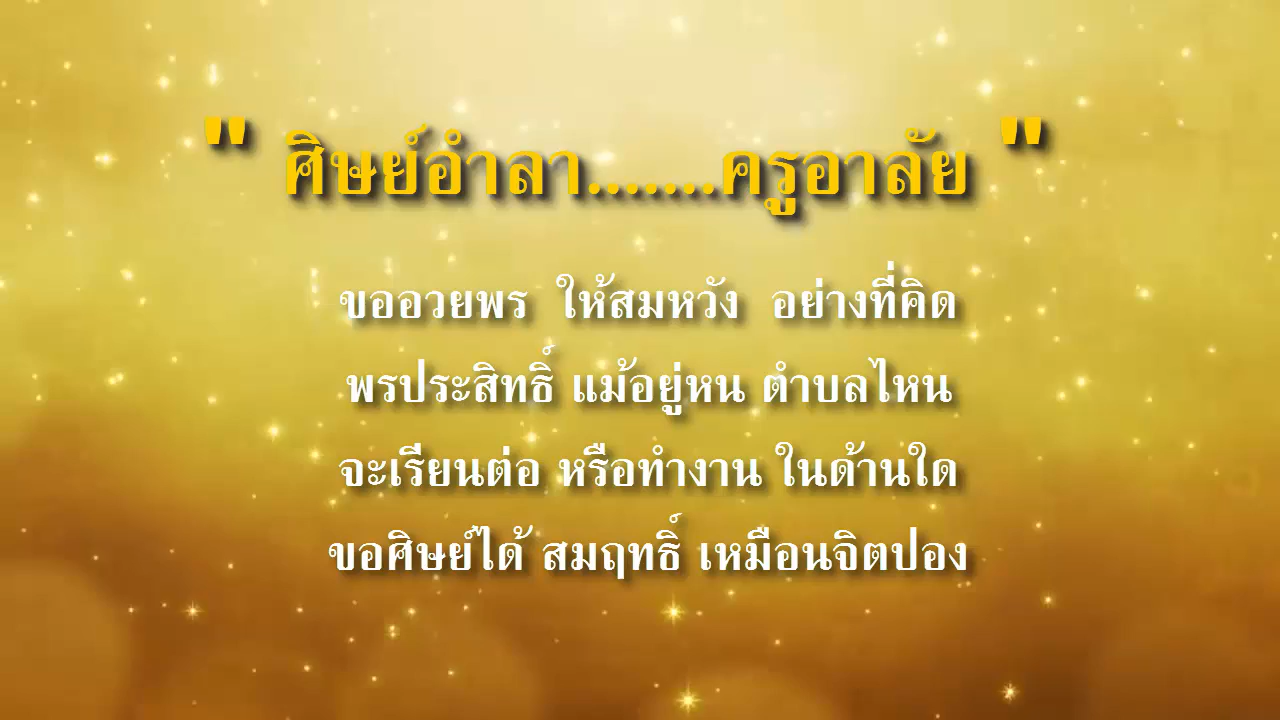 " ศิษย์อำลา.......ครูอาลัย "
ขออวยพร ให้สมหวัง อย่างที่คิด
พรประสิทธิ์ แม้อยู่หน ตำบลไหน
จะเรียนต่อ หรือทำงาน ในด้านใด
ขอศิษย์ได้ สมฤทธิ์ เหมือนจิตปอง